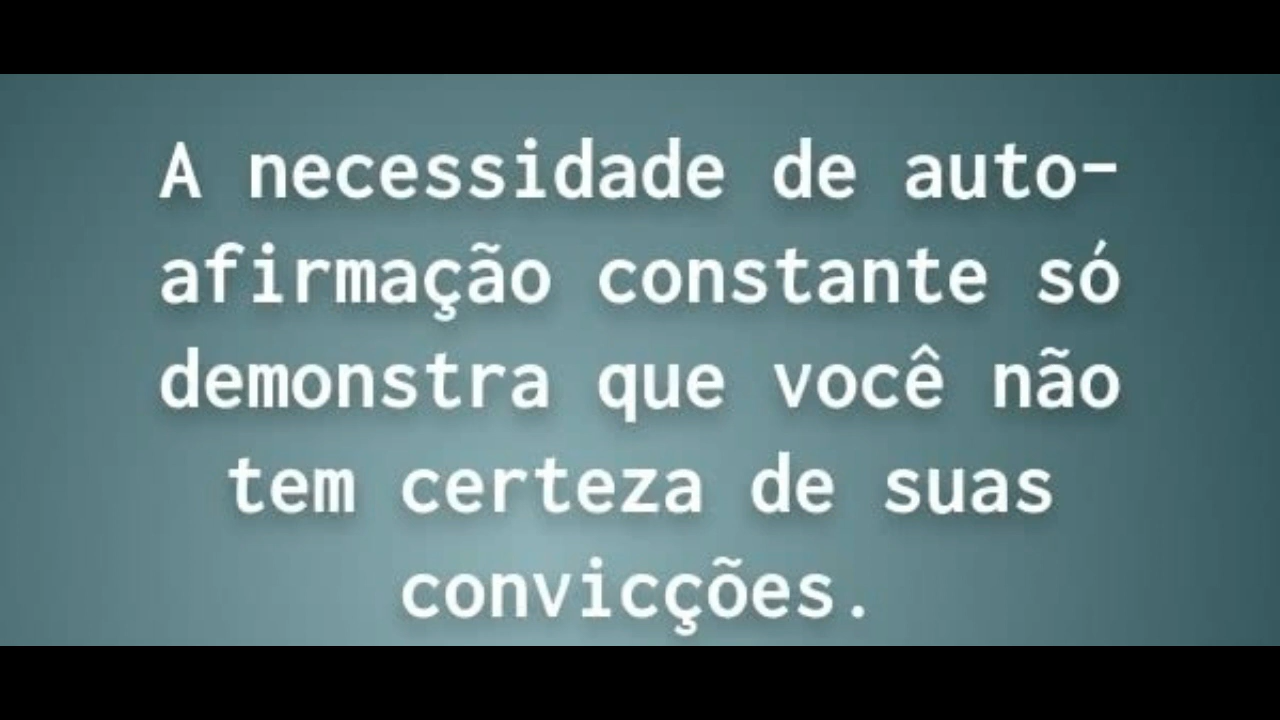 A necessidade de auto-
afirmação constante só
demonstra que você não
tem certeza de suas
convicções.